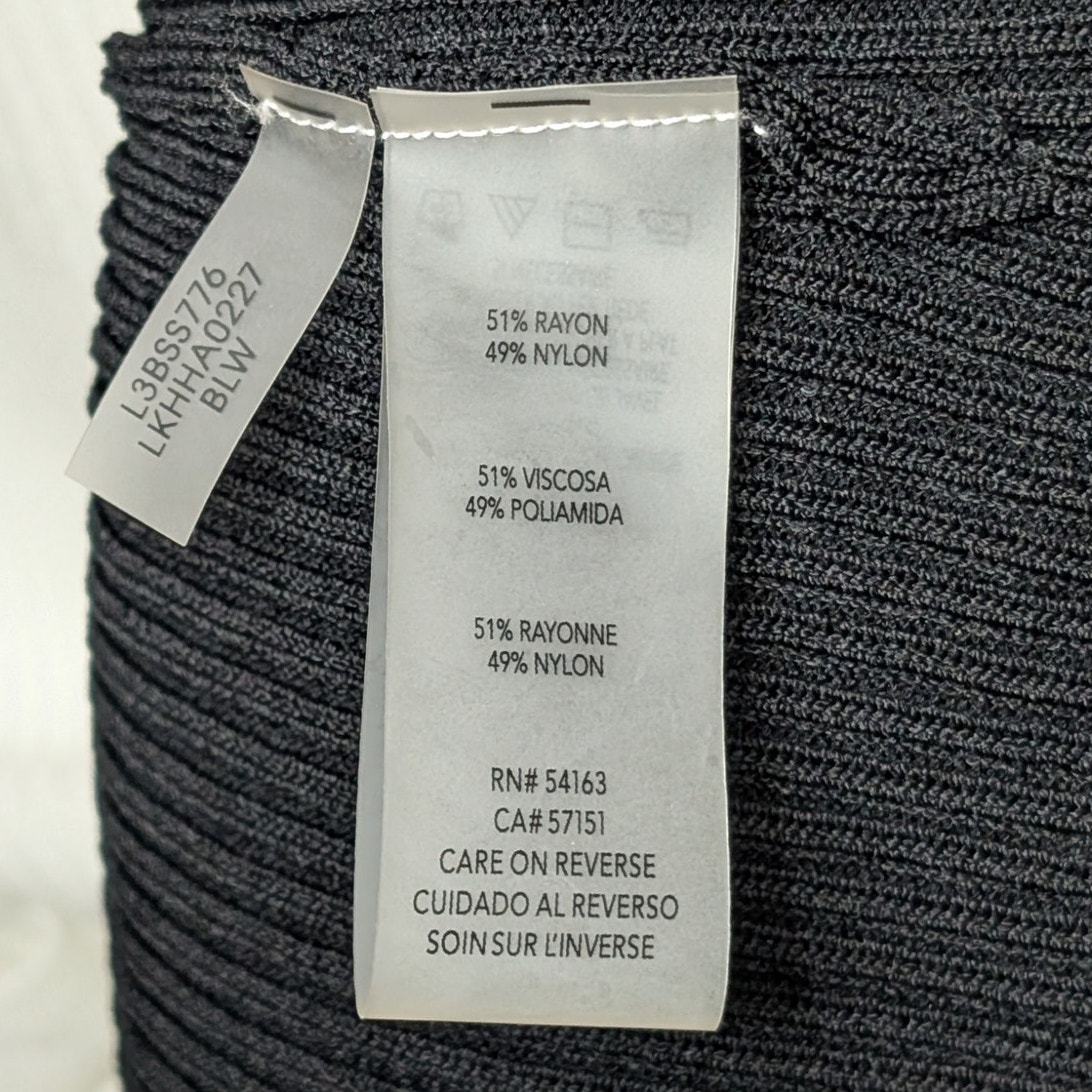 L3BSS776
LKHHA0227
BLW
51% RAYON
49% NYLON
51% VISCOSA
49% POLIAMIDA
51% RAYONNE
49% NYLON
RN# 54163
CA# 57151
CARE ON REVERSE
CUIDADO AL REVERSO
SOIN SUR L'INVERSE